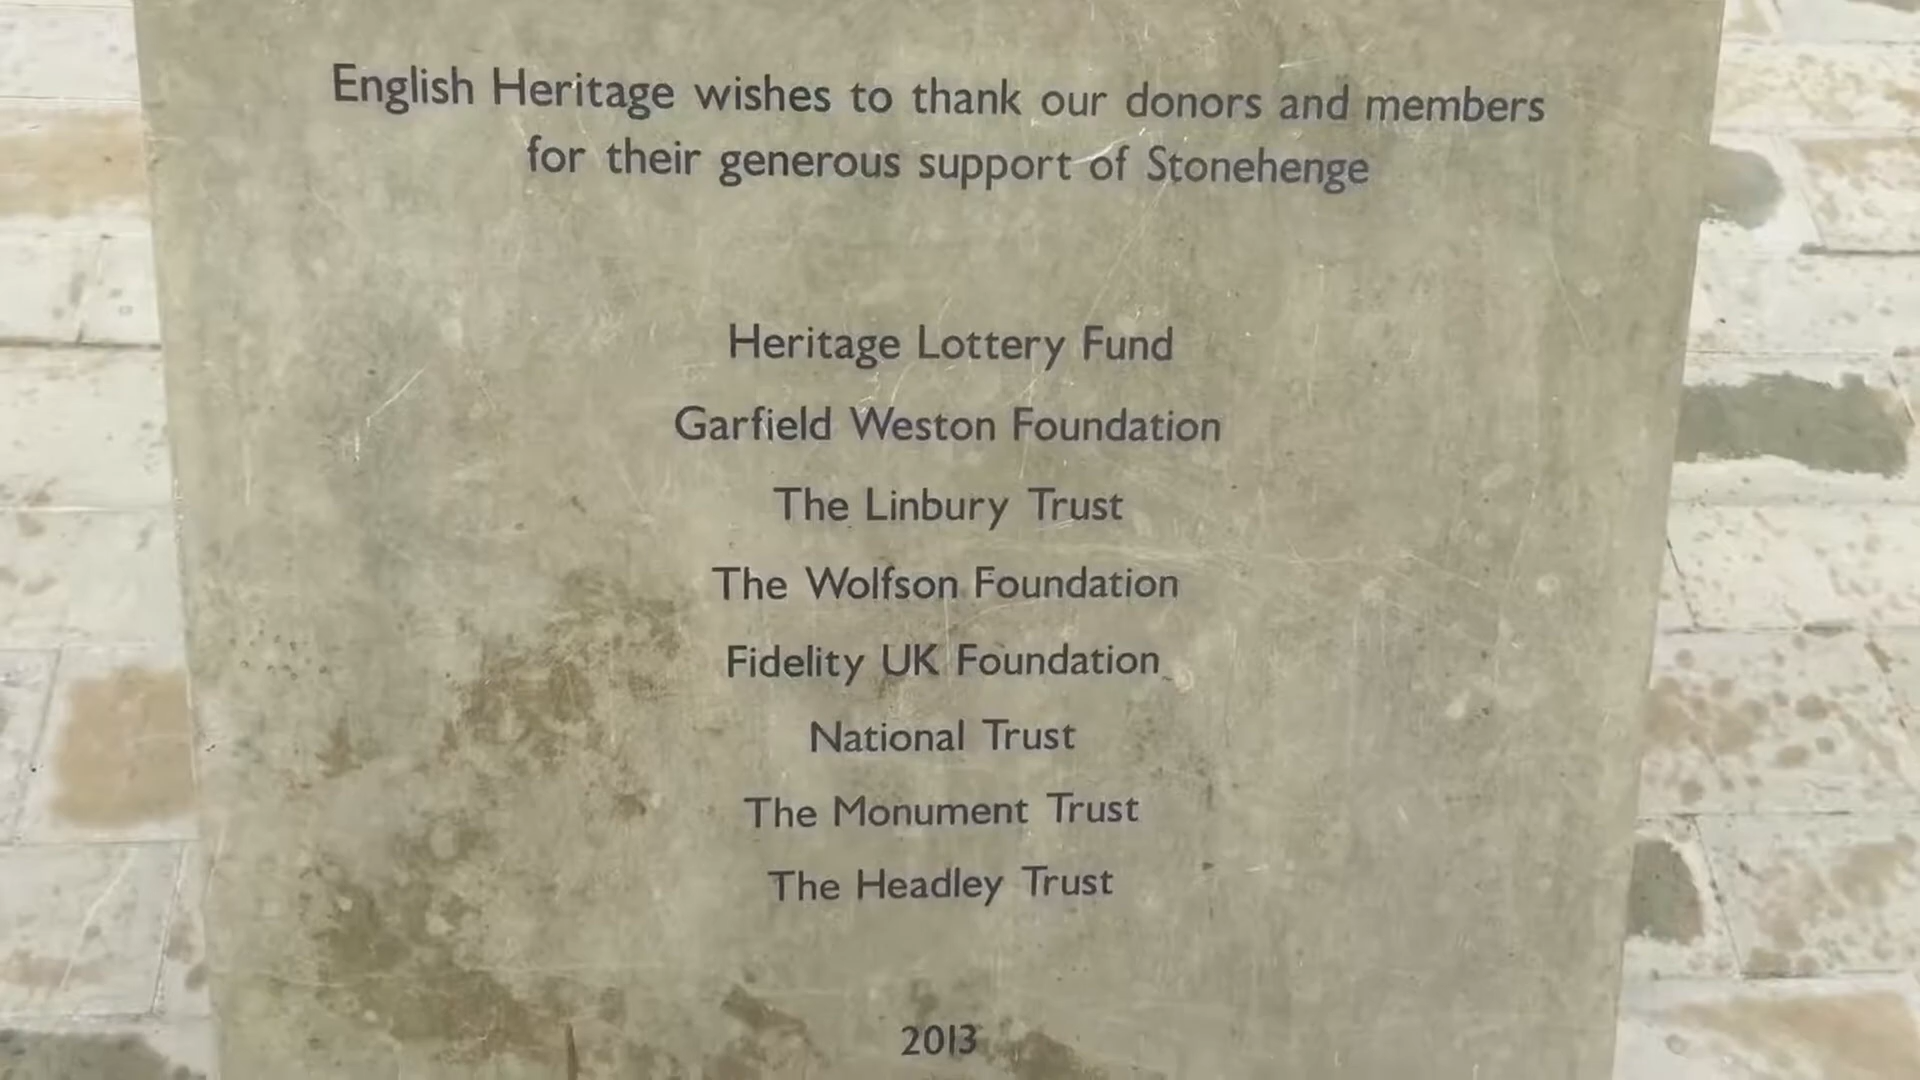 English Heritage wishes to thank our donors and members
for their generous support of Stonehenge
Heritage Lottery Fund
Garfield Weston Foundation
The Linbury Trust
The Wolfson Foundation
Fidelity UK Foundation
National Trust
The Monument Trust
The Headley Trust
2013